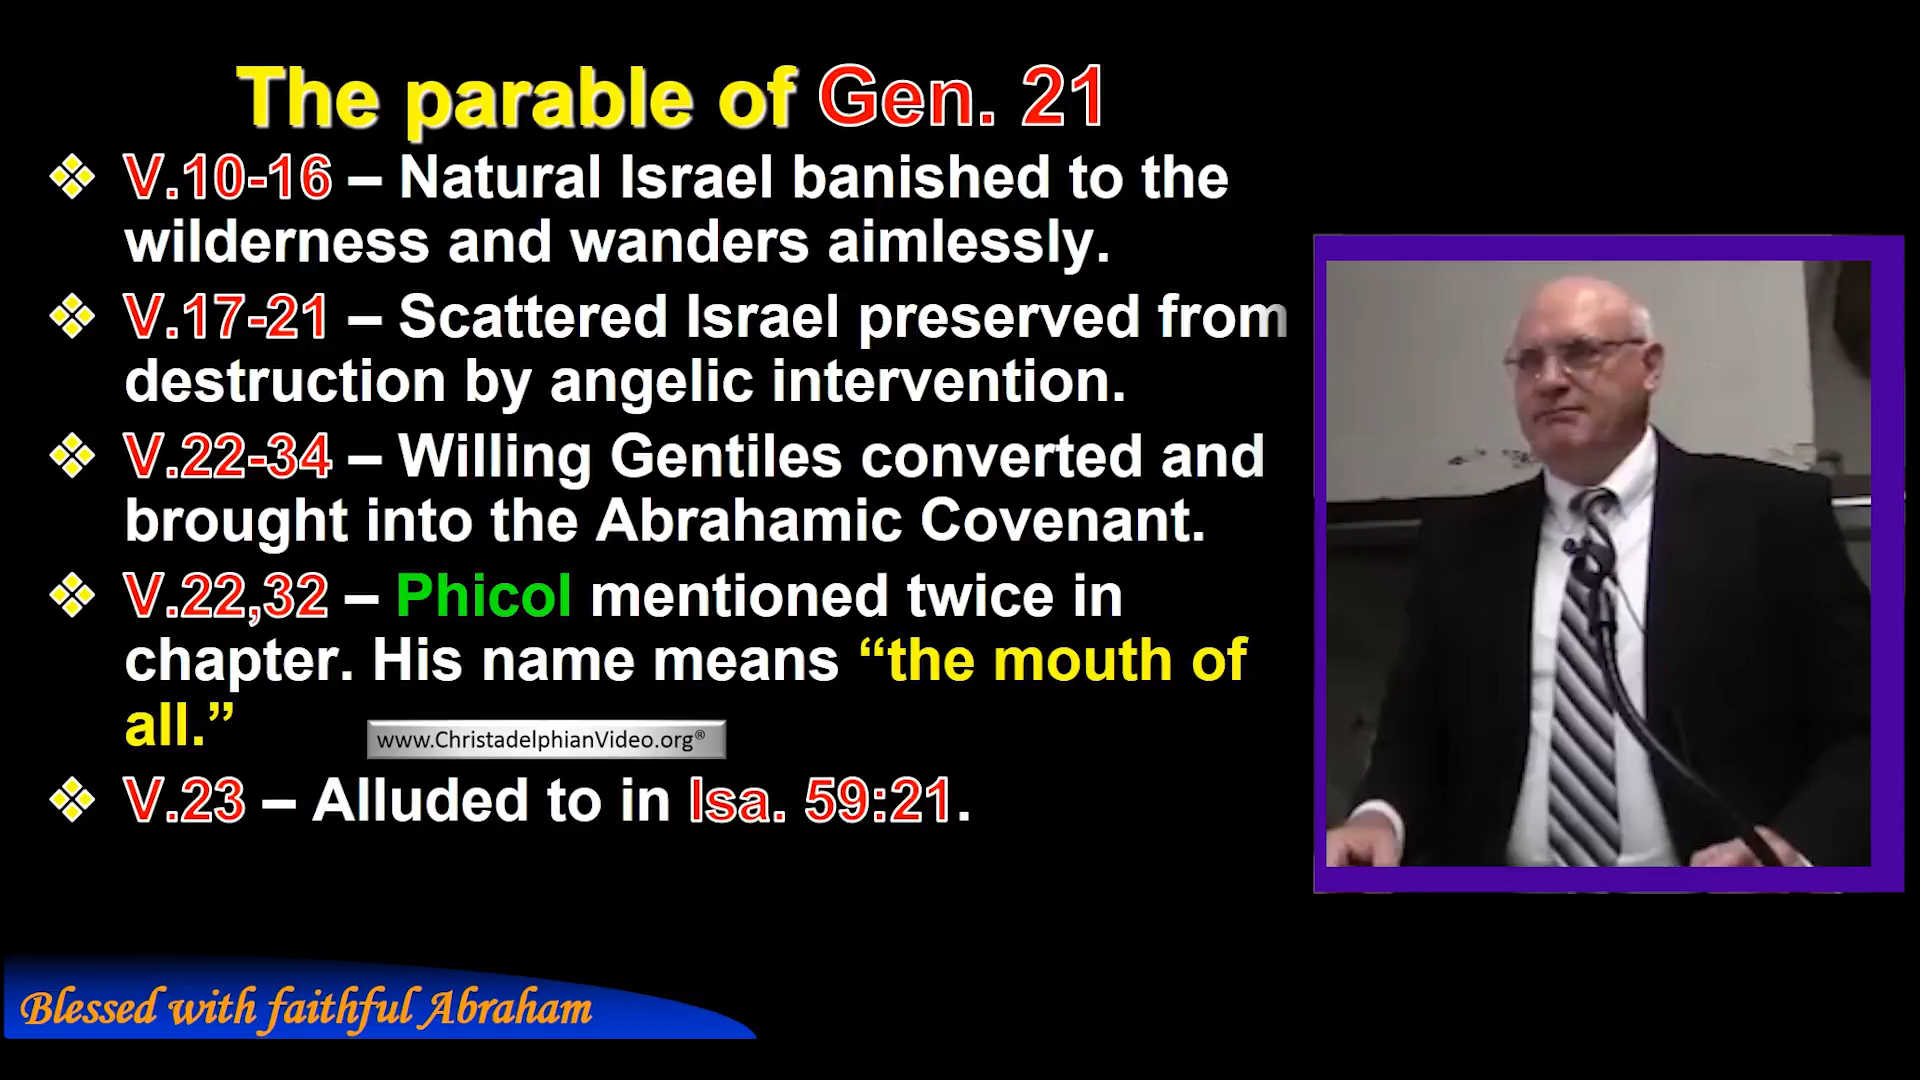 The parable of Gen. 21
V.10-16 – Natural Israel banished to the
wilderness and wanders aimlessly.
V.17-21 – Scattered Israel preserved from
destruction by angelic intervention.
V.22-34 – Willing Gentiles converted and
brought into the Abrahamic Covenant.
V.22,32 – Phicol mentioned twice in
chapter. His name means “the mouth of
all.”
www.ChristadelphianVideo.org®
V.23 – Alluded to in Isa. 59:21.
Blessed with faithful Abraham